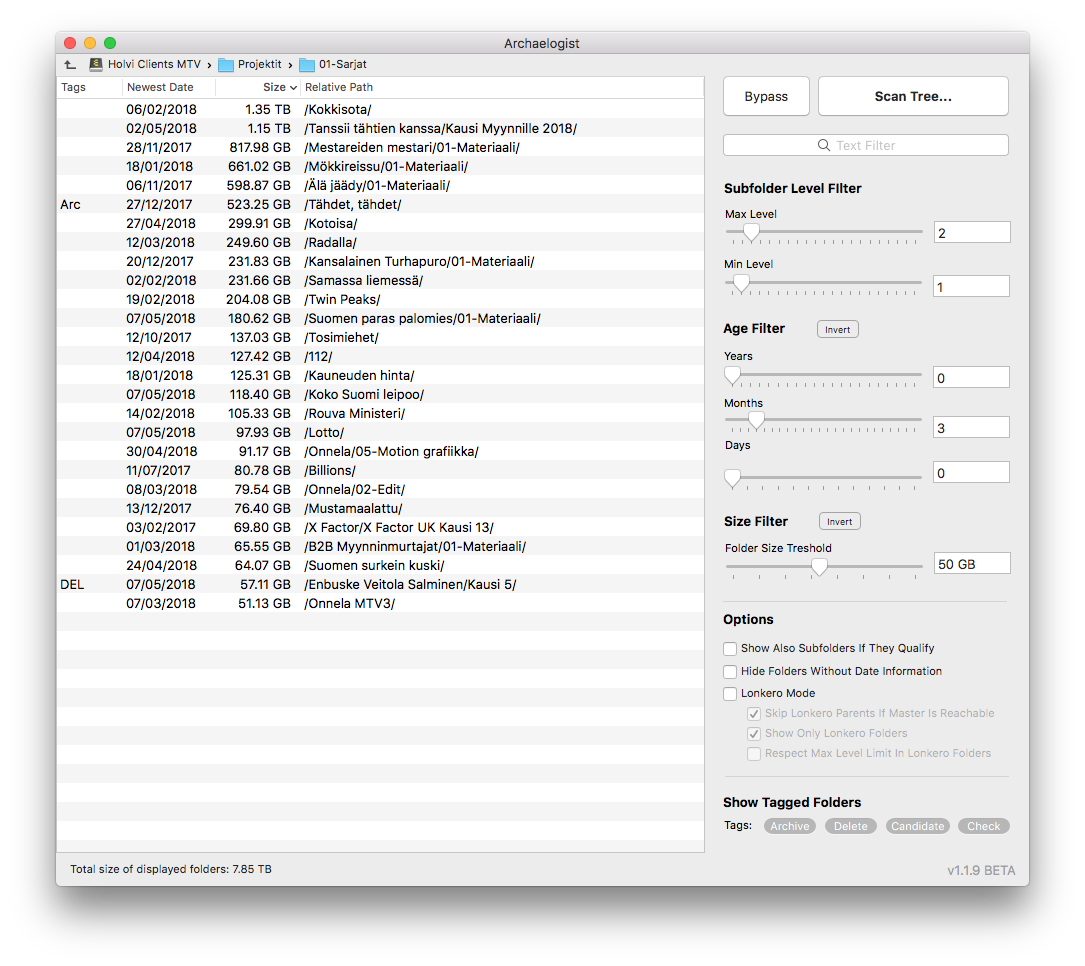 Archaelogist
Holvi Clients MTV › Projektit › 01-Sarjat
Tags Newest Date Size Relative Path
06/02/2018 1.35 TB /Kokkisota/
02/05/2018 1.15 TB /Tanssii tähtien kanssa/Kausi Myynnille 2018/
28/11/2017 817.98 GB /Mestareiden mestari/01-Materiaali/
18/01/2018 661.02 GB /Mökkireissu/01-Materiaali/
06/11/2017 598.87 GB /Älä jäädy/01-Materiaali/
Arc 27/12/2017 523.25 GB /Tähdet, tähdet/
27/04/2018 299.91 GB /Kotoisa/
12/03/2018 249.60 GB /Radalla/
20/12/2017 231.83 GB /Kansalainen Turhapuro/01-Materiaali/
02/02/2018 231.66 GB /Samassa liemessä/
19/02/2018 204.08 GB /Twin Peaks/
07/05/2018 180.62 GB /Suomen paras palomies/01-Materiaali/
12/10/2017 137.03 GB /Tosimiehet/
12/04/2018 127.42 GB /112/
18/01/2018 125.31 GB /Kauneuden hinta/
07/05/2018 118.40 GB /Koko Suomi leipoo/
14/02/2018 105.33 GB /Rouva Ministeri/
07/05/2018 97.93 GB /Lotto/
30/04/2018 91.17 GB /Onnela/05-Motion grafiikka/
11/07/2017 80.78 GB /Billions/
08/03/2018 79.54 GB /Onnela/02-Edit/
13/12/2017 76.40 GB /Mustamaalattu/
03/02/2017 69.80 GB /X Factor/X Factor UK Kausi 13/
01/03/2018 65.55 GB /B2B Myynninmurtajat/01-Materiaali/
24/04/2018 64.07 GB /Suomen surkein kuski/
DEL 07/05/2018 57.11 GB /Enbuske Veitola Salminen/Kausi 5/
07/03/2018 51.13 GB /Onnela MTV3/
Total size of displayed folders: 7.85 TB
Bypass Scan Tree...
Text Filter
Subfolder Level FIlter
Max Level
2
Min Level
1
Age Filter Invert
Years
0
Months
3
Days
0
Size Filter Invert
Folder Size Treshold
50 GB
Options
Show Also Subfolders If They Qualify
Hide Folders Without Date Information
Lonkero Mode
Skip Lonkero Parents If Master Is Reachable
Show Only Lonkero Folders
Respect Max Level Limit In Lonkero Folders
Show Tagged Folders
Tags: Archive Delete Candidate Check
v1.1.9 BETA